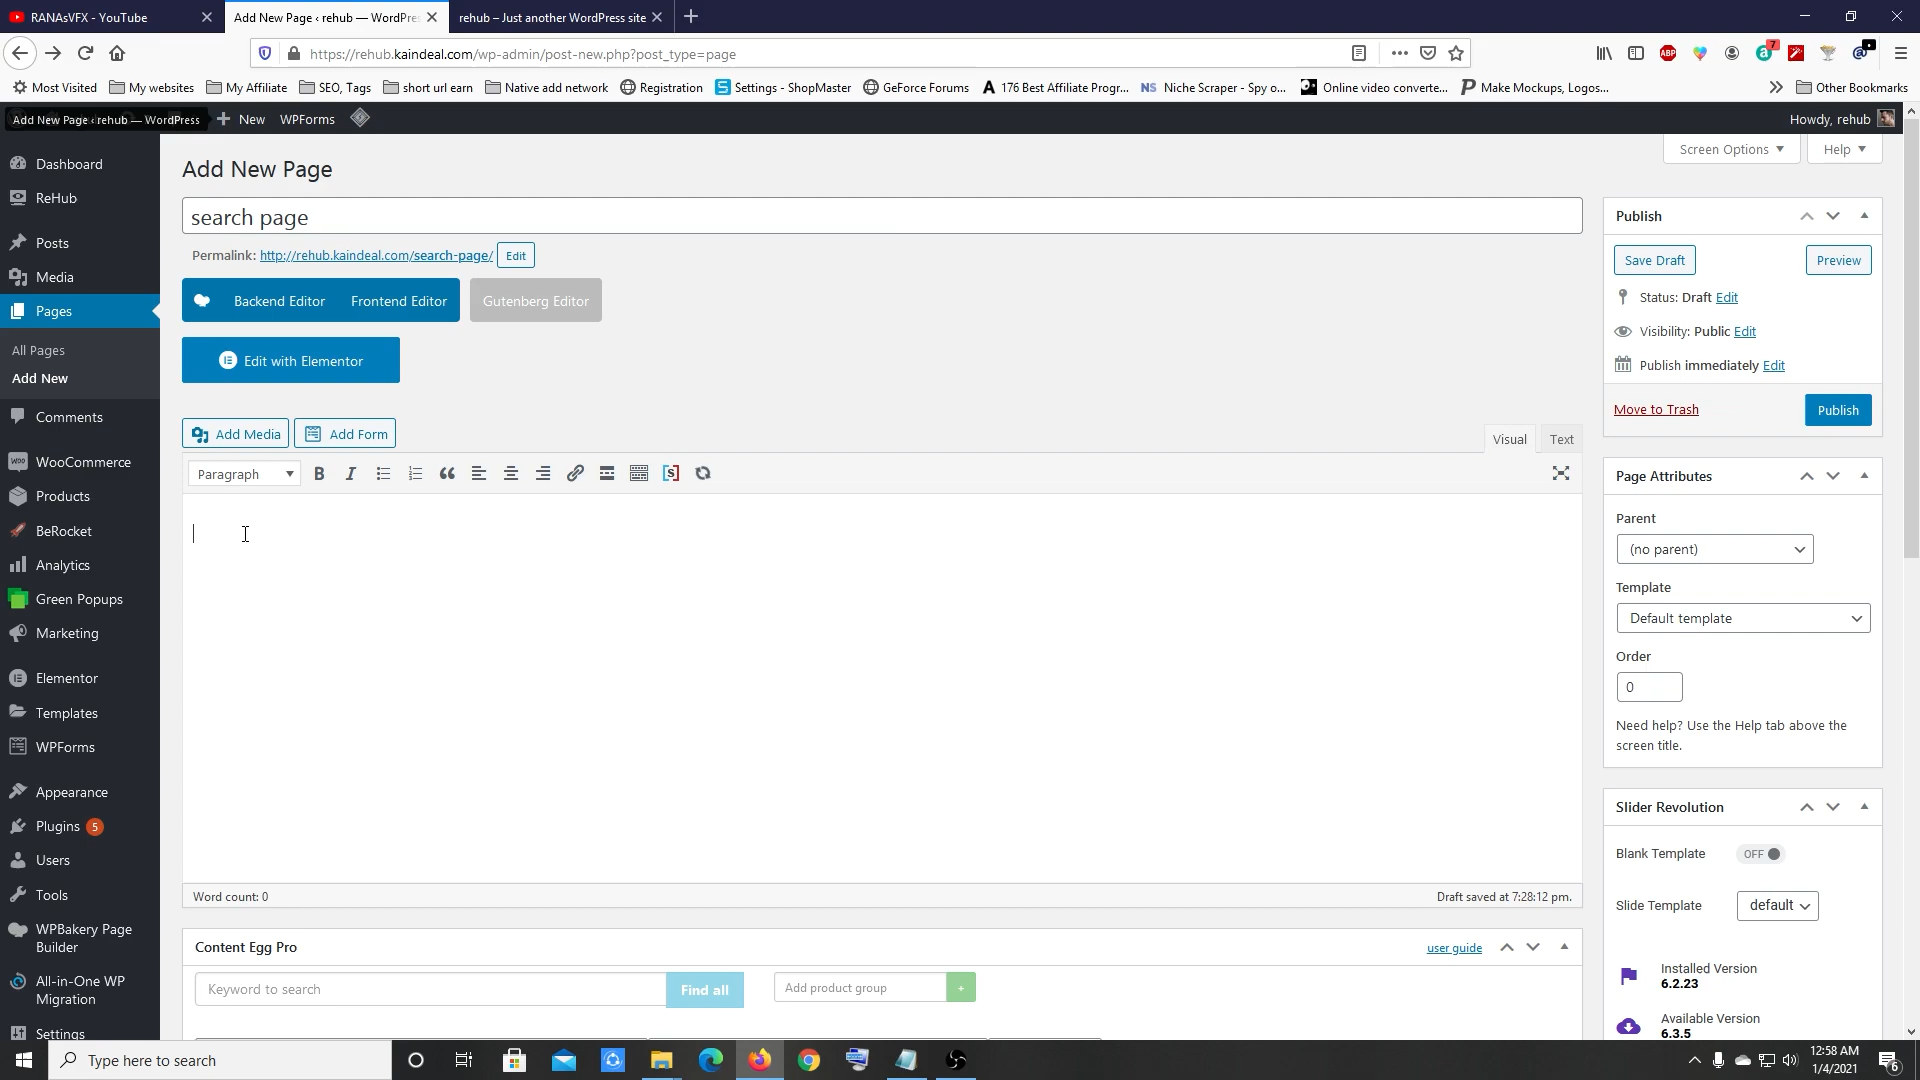 RANAsVFX - YouTube
Add New Page ‹ rehub — WordPres
rehub – Just another WordPress site
https://rehub.kaindeal.com/wp-admin/post-new.php?post_type=page
ABP
7
Most Visited
My websites
My Affiliate
SEO, Tags
short url earn
Native add network
Registration
Settings - ShopMaster
GeForce Forums
176 Best Affiliate Progr...
NS Niche Scraper - Spy o...
Online video converte...
Make Mockups, Logos...
Other Bookmarks
Add New Page ‹ rehub — WordPress
New
WPForms
Howdy, rehub
Screen Options
Help
Dashboard
ReHub
Posts
Media
Pages
All Pages
Add New
Comments
WooCommerce
Products
BeRocket
Analytics
Green Popups
Marketing
Elementor
Templates
WPForms
Appearance
Plugins 5
Users
Tools
WPBakery Page
Builder
All-in-One WP
Migration
Settings
Add New Page
search page
Permalink: http://rehub.kaindeal.com/search-page/ Edit
Backend Editor
Frontend Editor
Gutenberg Editor
Edit with Elementor
Add Media
Add Form
Visual
Text
Paragraph
B
I
Word count: 0
Draft saved at 7:28:12 pm.
Content Egg Pro
user guide
Keyword to search
Find all
Add product group
+
Publish
Save Draft
Preview
Status: Draft Edit
Visibility: Public Edit
Publish immediately Edit
Move to Trash
Publish
Page Attributes
Parent
(no parent)
Template
Default template
Order
0
Need help? Use the Help tab above the
screen title.
Slider Revolution
Blank Template
OFF
Slide Template
default
Installed Version
6.2.23
Available Version
6.3.5
Type here to search
12:58 AM
1/4/2021
6